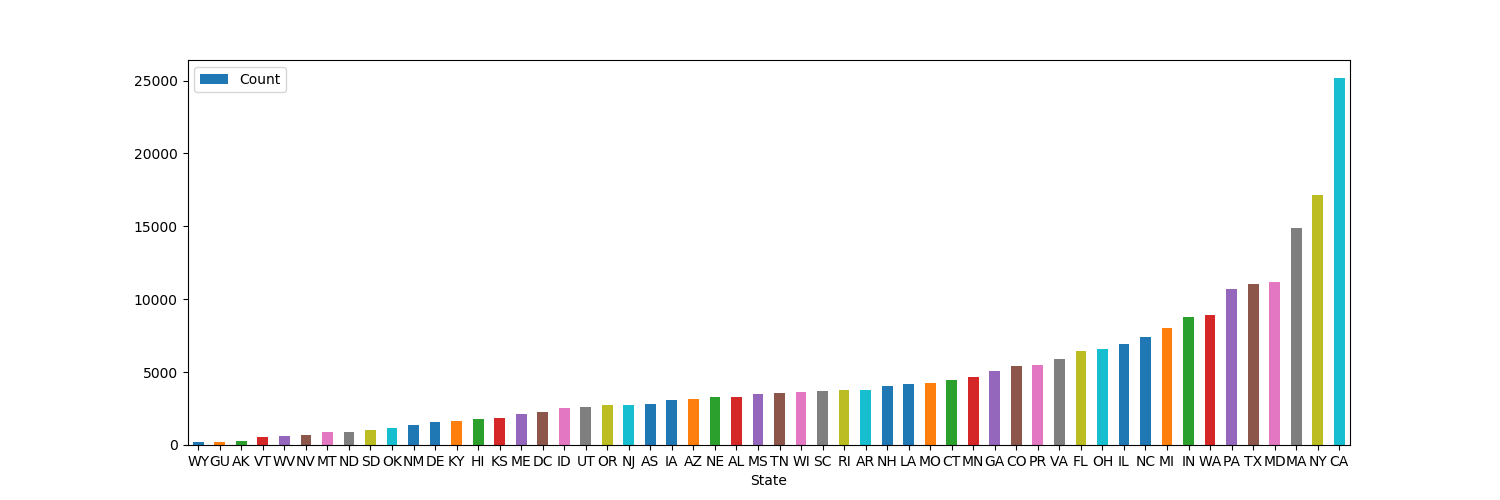 Count
25000
20000
15000
10000
5000
0
WY GU AK VT WV NV MT ND SD OK NM DE KY HI KS ME DC ID UT OR NJ AS IA AZ NE AL MS TN WI SC RI AR NH LA MO CT MN GA CO PR VA FL OH IL NC MI IN WA PA TX MD MA NY CA
State